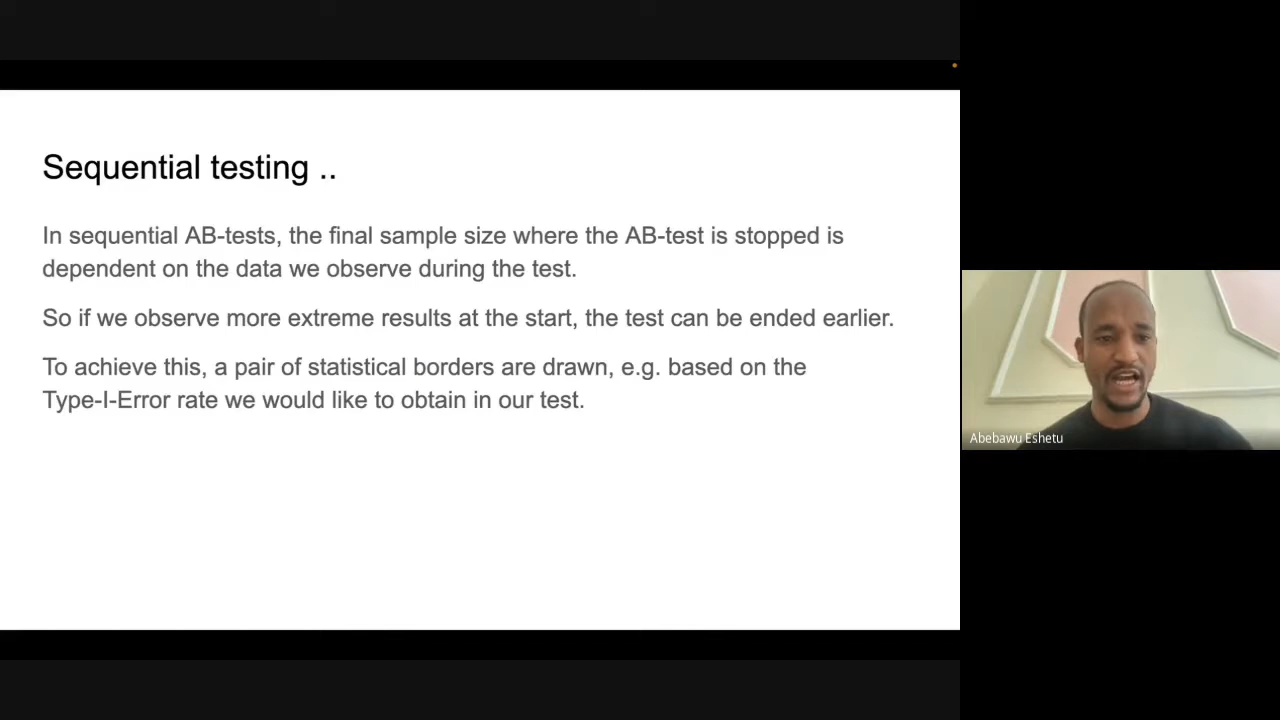 Sequential testing ..
In sequential AB-tests, the final sample size where the AB-test is stopped is
dependent on the data we observe during the test.
So if we observe more extreme results at the start, the test can be ended earlier.
To achieve this, a pair of statistical borders are drawn, e.g. based on the
Type-I-Error rate we would like to obtain in our test.
Abebawu Eshetu